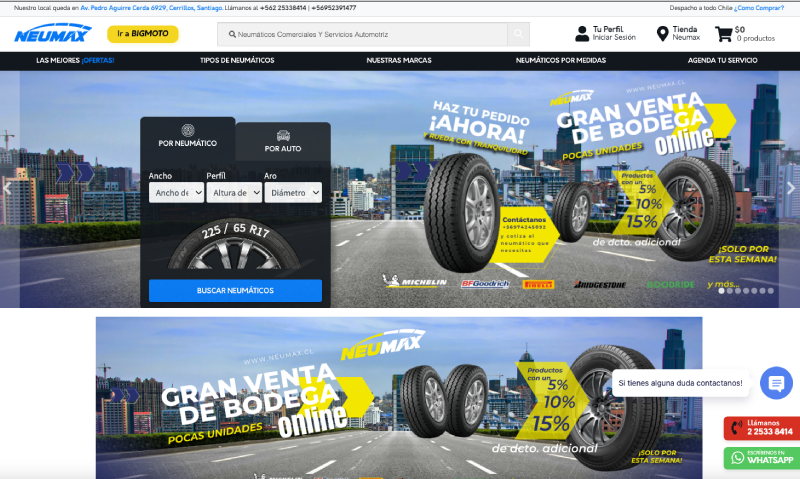 Nuestro local queda en Av. Pedro Aguirre Cerda 6929, Cerrillos, Santiago. Llámanos al +562 25338414 | +56952391477
Despacho a todo Chile ¿Como Comprar?
NEUMAX
Ir a BIGMOTO
Neumáticos Comerciales Y Servicios Automotriz
Tu Perfil
Iniciar Sesión
Tienda
Neumax
$0
0 productos
LAS MEJORES ¡OFERTAS!
TIPOS DE NEUMÁTICOS
NUESTRAS MARCAS
NEUMÁTICOS POR MEDIDAS
AGENDA TU SERVICIO
POR NEUMÁTICO
POR AUTO
Ancho
Perfil
Aro
Ancho de
Altura de
Diámetro
225 / 65 R17
BUSCAR NEUMÁTICOS
HAZ TU PEDIDO
¡AHORA!
Y RUEDA CON TRANQUILIDAD
Contáctanos
+56974245892
y cotiza el
neumático que
necesitas
NEUMAX
WWW.NEUMAX.CL
GRAN VENTA
DE BODEGA
POCAS UNIDADES
Online
Productos
con un
5%
10%
15%
de dcto. adicional
¡SOLO POR
ESTA SEMANA!
MICHELIN
BFGoodrich
PIRELLI
BRIDGESTONE
GOODRIDE
y más...
WWW.NEUMAX.CL
NEUMAX
GRAN VENTA
DE BODEGA
POCAS UNIDADES
Online
Productos
con un
5%
10%
15%
de dcto. adicional
¡SOLO POR
ESTA SEMANA!
Si tienes alguna duda contactanos!
Llámanos
2 2533 8414
ESCRÍBENOS EN
WHATSAPP